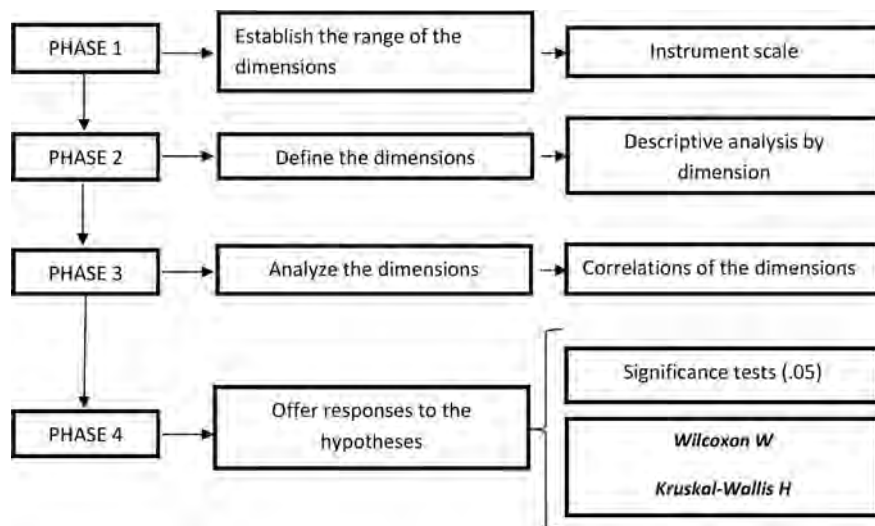 PHASE 1
Establish the range of the
dimensions
Instrument scale
PHASE 2
Define the dimensions
Descriptive analysis by
dimension
PHASE 3
Analyze the dimensions
Correlations of the dimensions
PHASE 4
Offer responses to the
hypotheses
Significance tests (.05)
Wilcoxon W
Kruskal-Wallis H